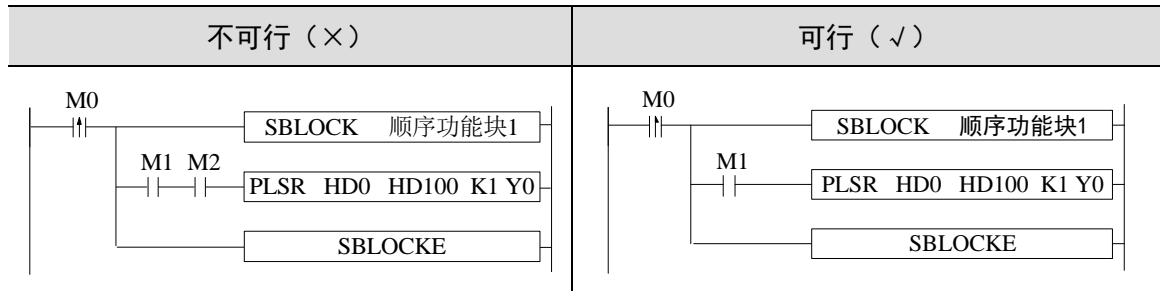 不可行（×）
可行（√）
M0
SBLOCK 顺序功能块1
M1 M2
PLSR HD0 HD100 K1 Y0
SBLOCKE
M0
SBLOCK 顺序功能块1
M1
PLSR HD0 HD100 K1 Y0
SBLOCKE